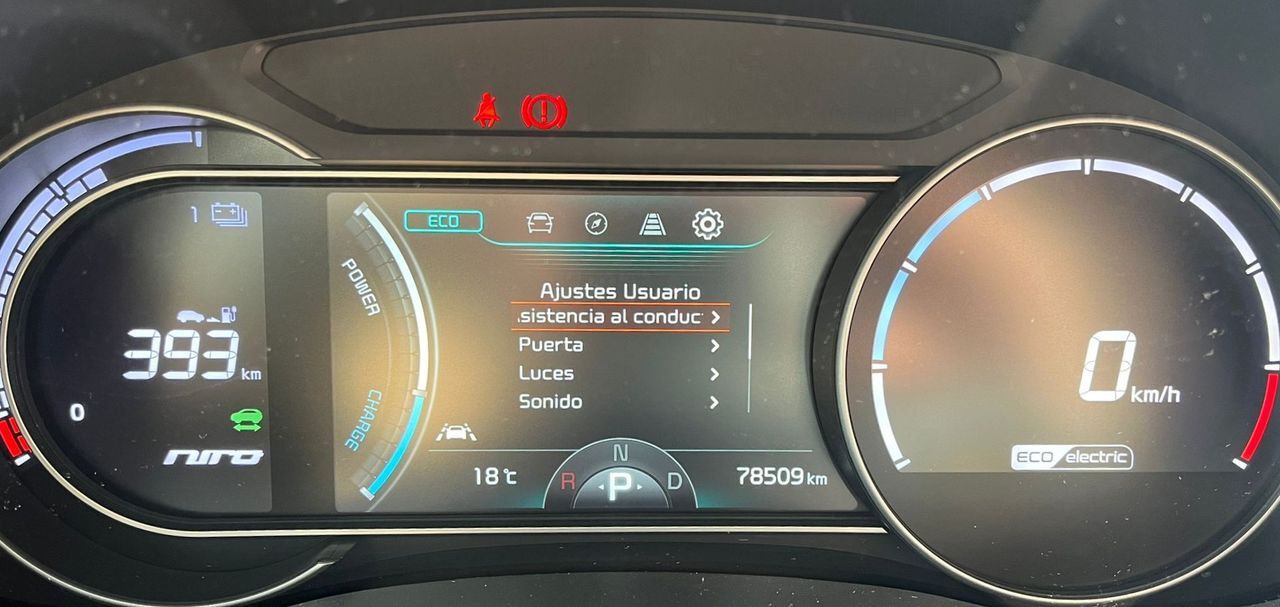 1
393 km
0
niro
POWER
CHARGE
ECO
Ajustes Usuario
sistencia al conduc
Puerta
Luces
Sonido
18 °C
R N D
P
78509 km
0 km/h
ECO electric